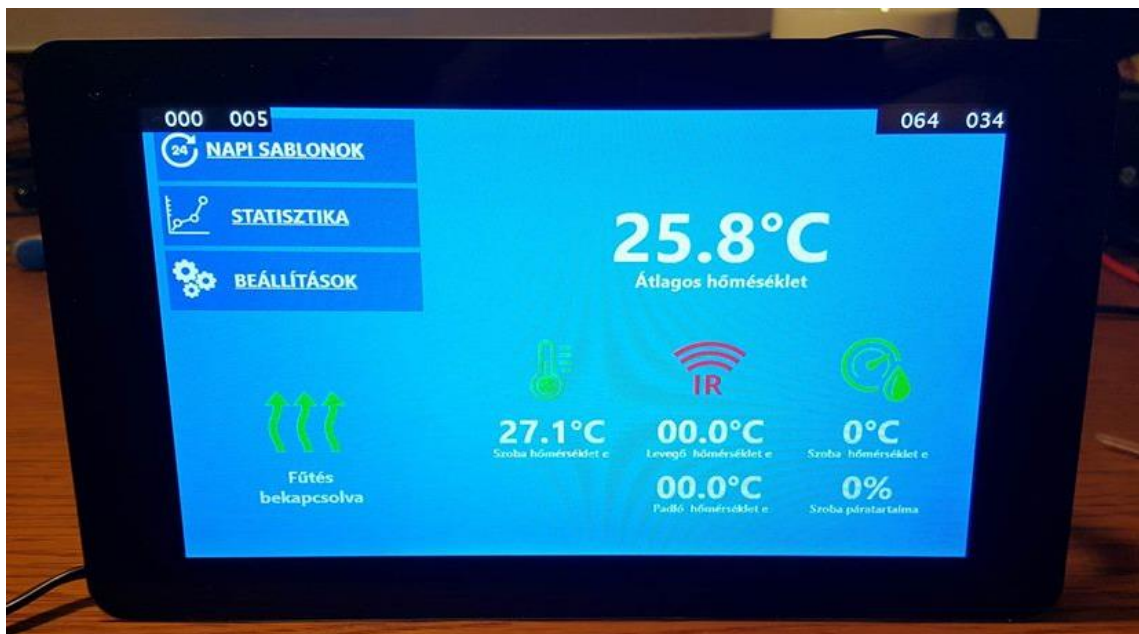 000 005
064 034
24 NAPI SABLONOK
STATISZTIKA
BEÁLLÍTÁSOK
25.8°C
Átlagos hőméséklet
IR
27.1°C
Szoba hőmérséklet e
00.0°C
Levegő hőmérséklet e
0°C
Szoba hőmérséklet e
00.0°C
Padló hőmérséklet e
0%
Szoba páratartalma
Fűtés
bekapcsolva